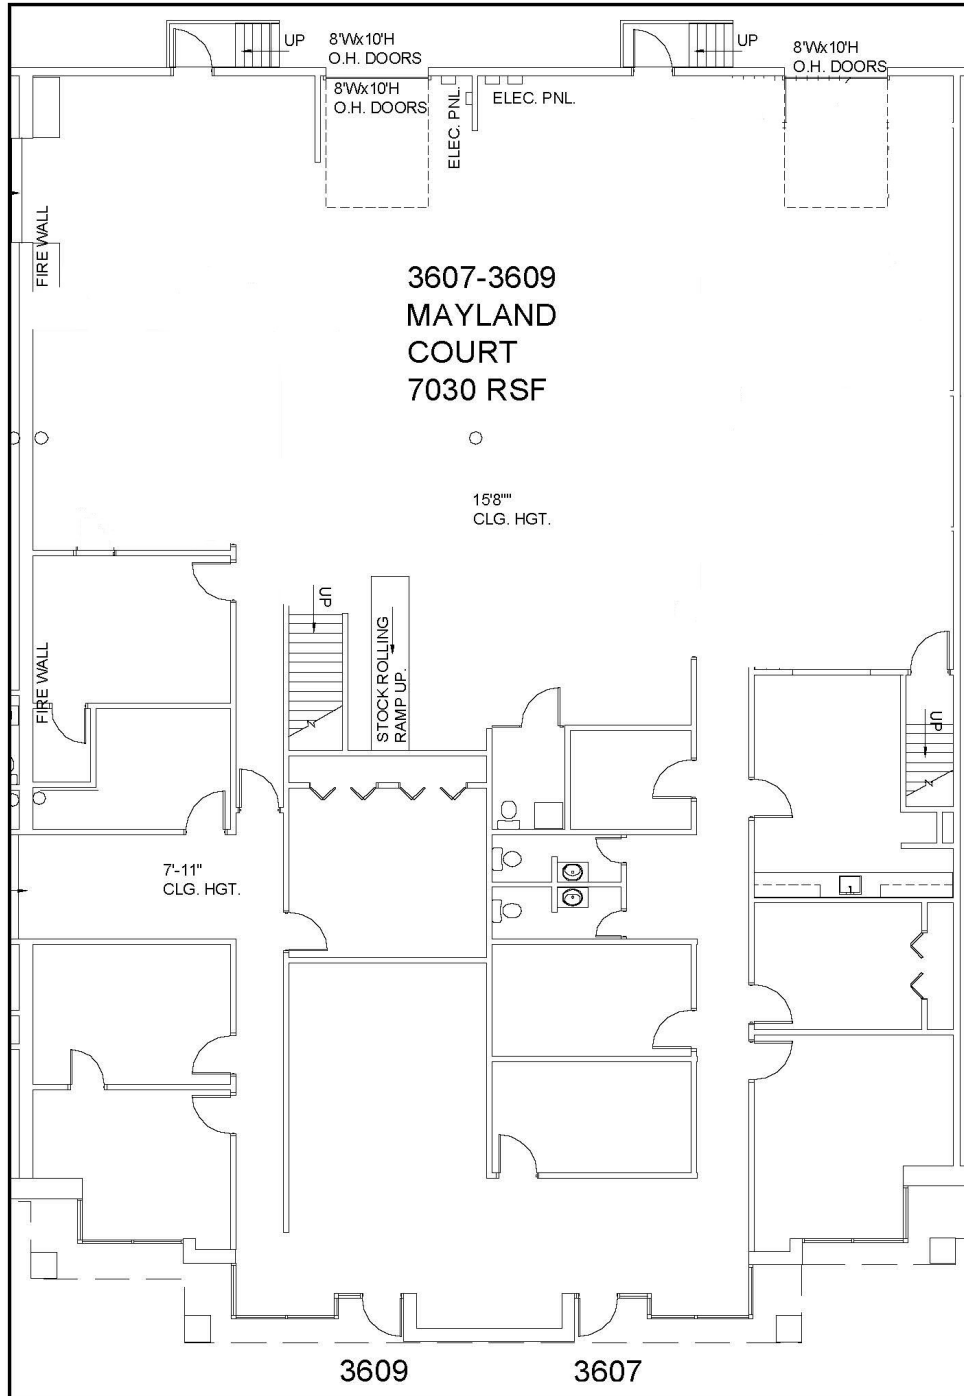 UP
8'Wx10'H
O.H. DOORS
8'Wx10'H
O.H. DOORS
ELEC. PNL.
ELEC. PNL.
UP
8'Wx10'H
O.H. DOORS
FIRE WALL
3607-3609
MAYLAND
COURT
7030 RSF
15'8""
CLG. HGT.
UP
STOCK ROLLING
RAMP UP.
FIRE WALL
UP
7'-11"
CLG. HGT.
3609
3607